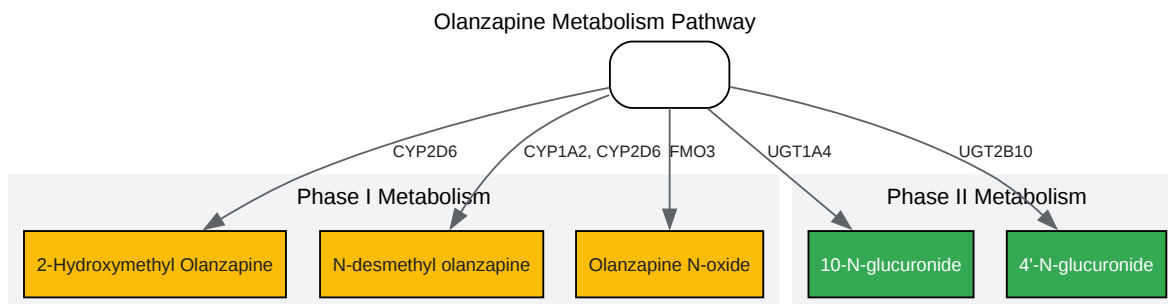 Olanzapine Metabolism Pathway
CYP2D6
CYP1A2, CYP2D6
FMO3
UGT1A4
UGT2B10
Phase I Metabolism
Phase II Metabolism
2-Hydroxymethyl Olanzapine
N-desmethyl olanzapine
Olanzapine N-oxide
10-N-glucuronide
4'-N-glucuronide